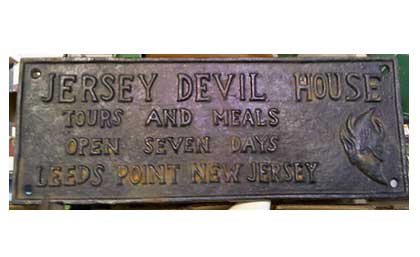 JERSEY DEVIL HOUSE
TOURS AND MEALS
OPEN SEVEN DAYS
LEEDS POINT NEW JERSEY